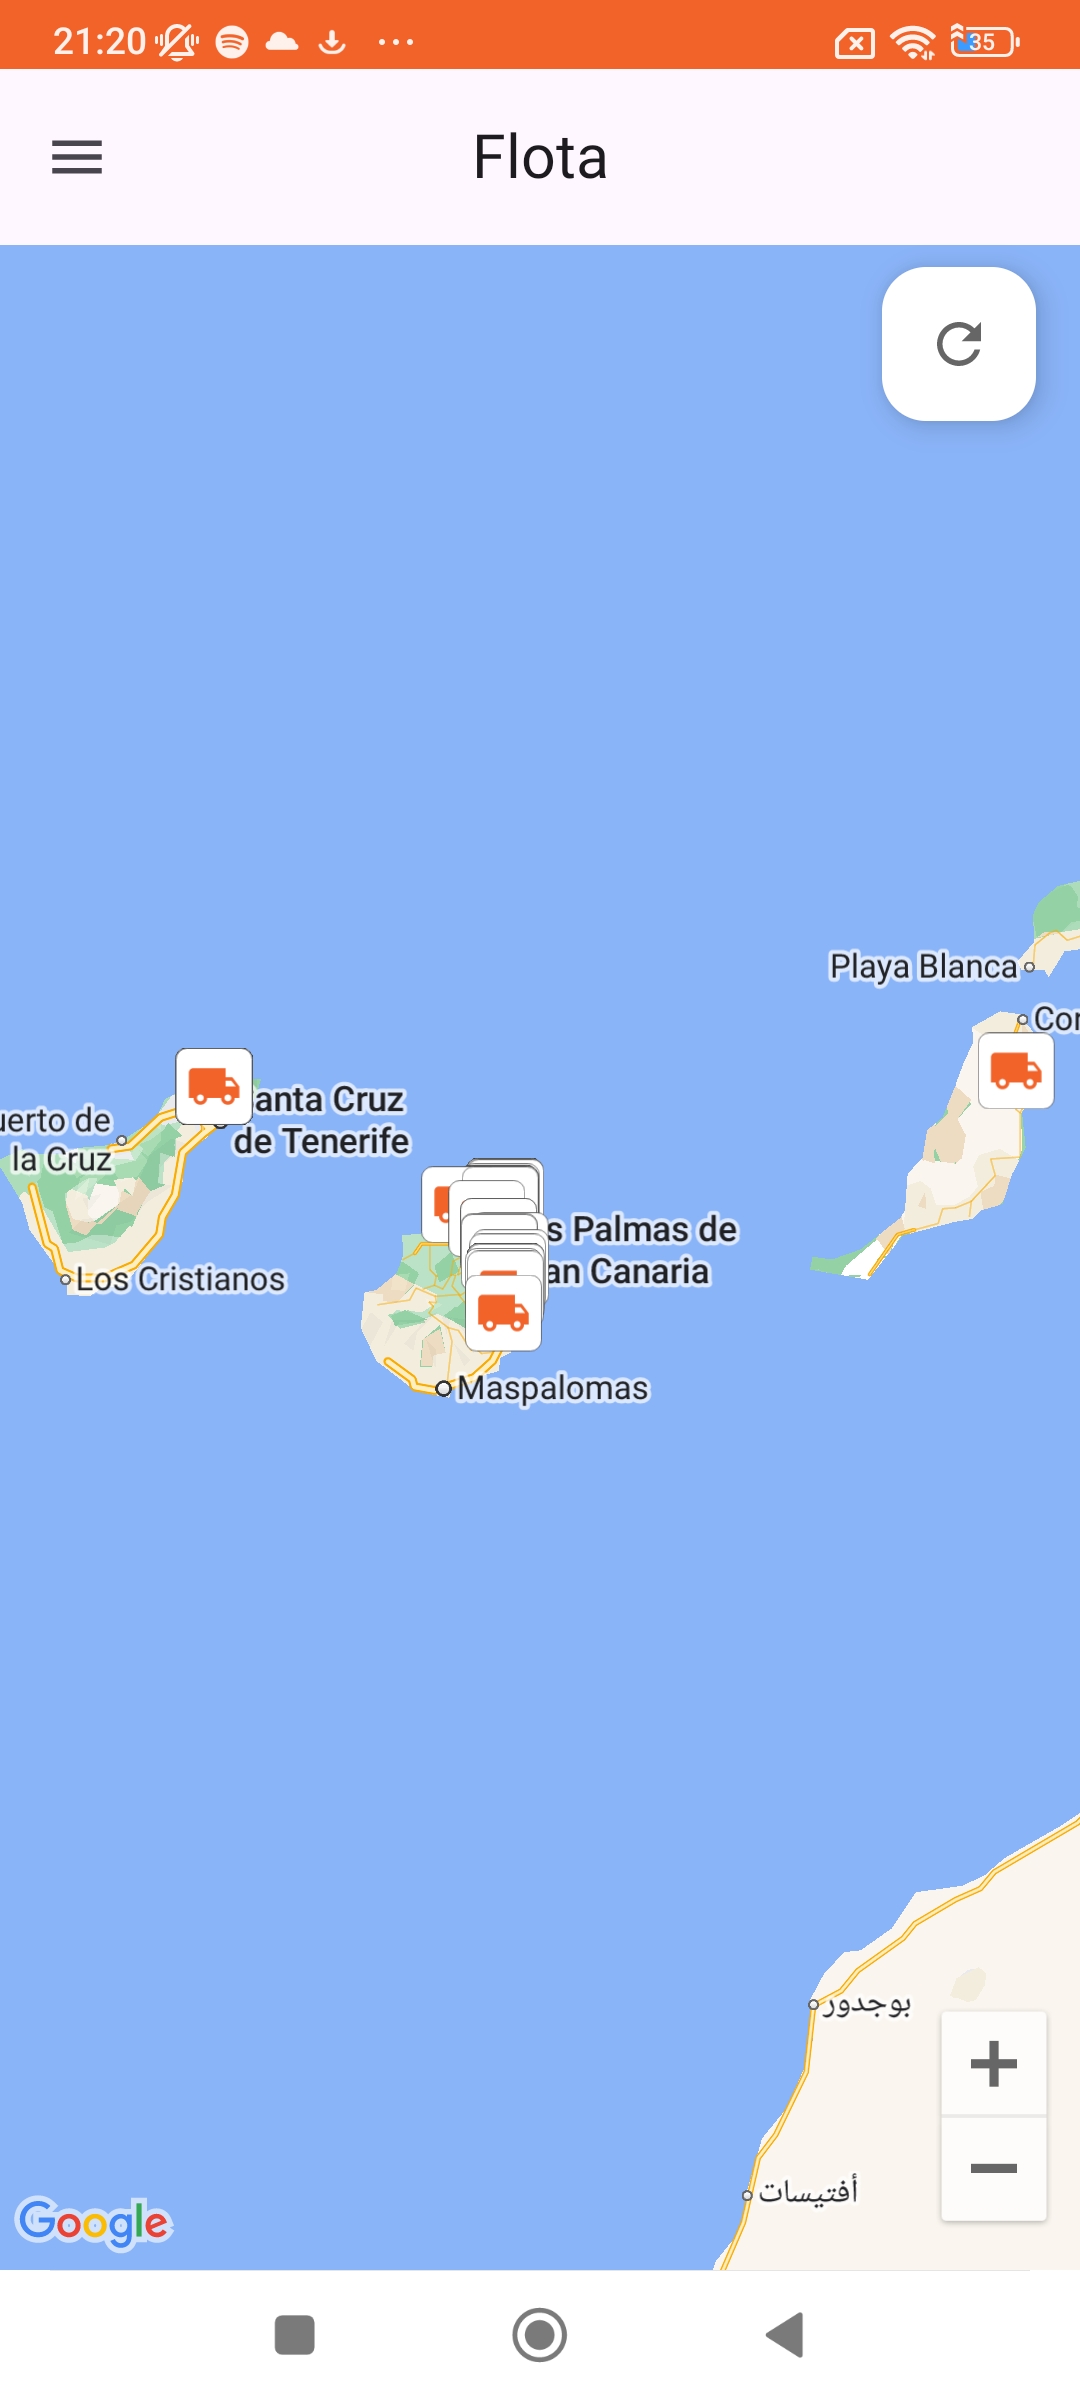 21:20
35
Flota
Playa Blanca
Cor
anta Cruz
de Tenerife
uerto de
la Cruz
s Palmas de
an Canaria
Los Cristianos
Maspalomas
بوجدور
أفتيسات
Google